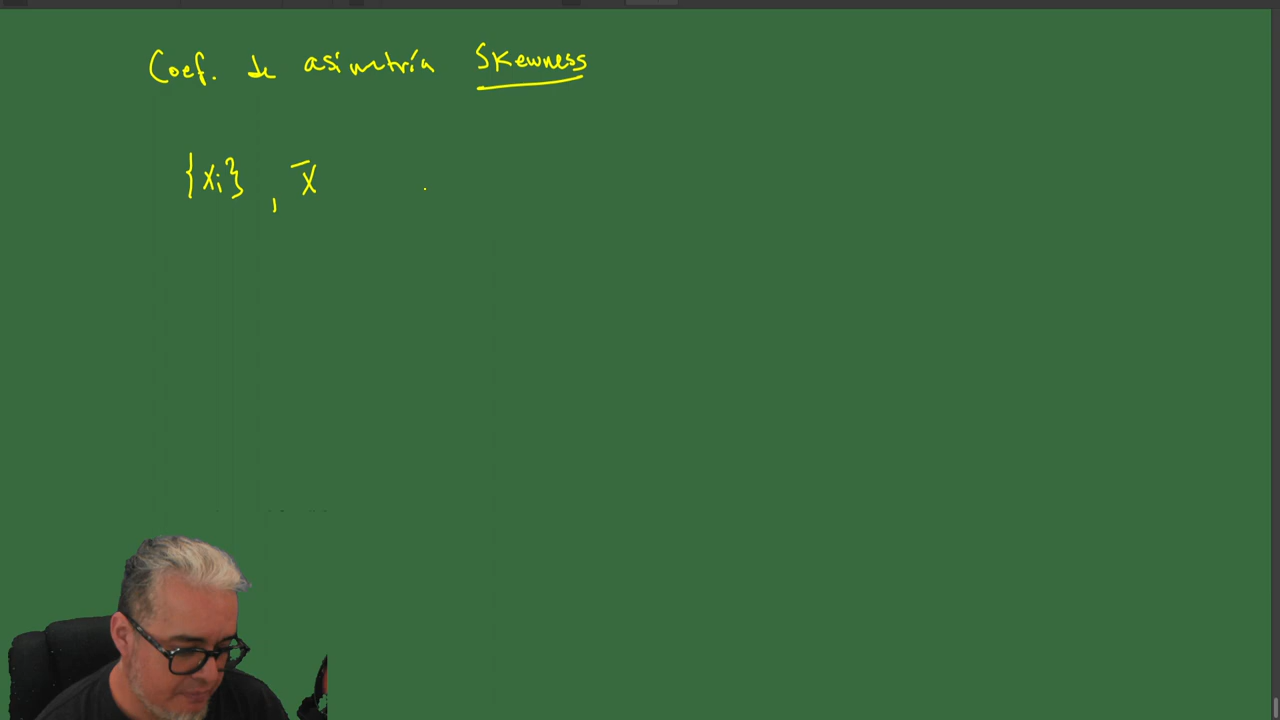 Coef. de asimetría Skewness
{xi} , x̄